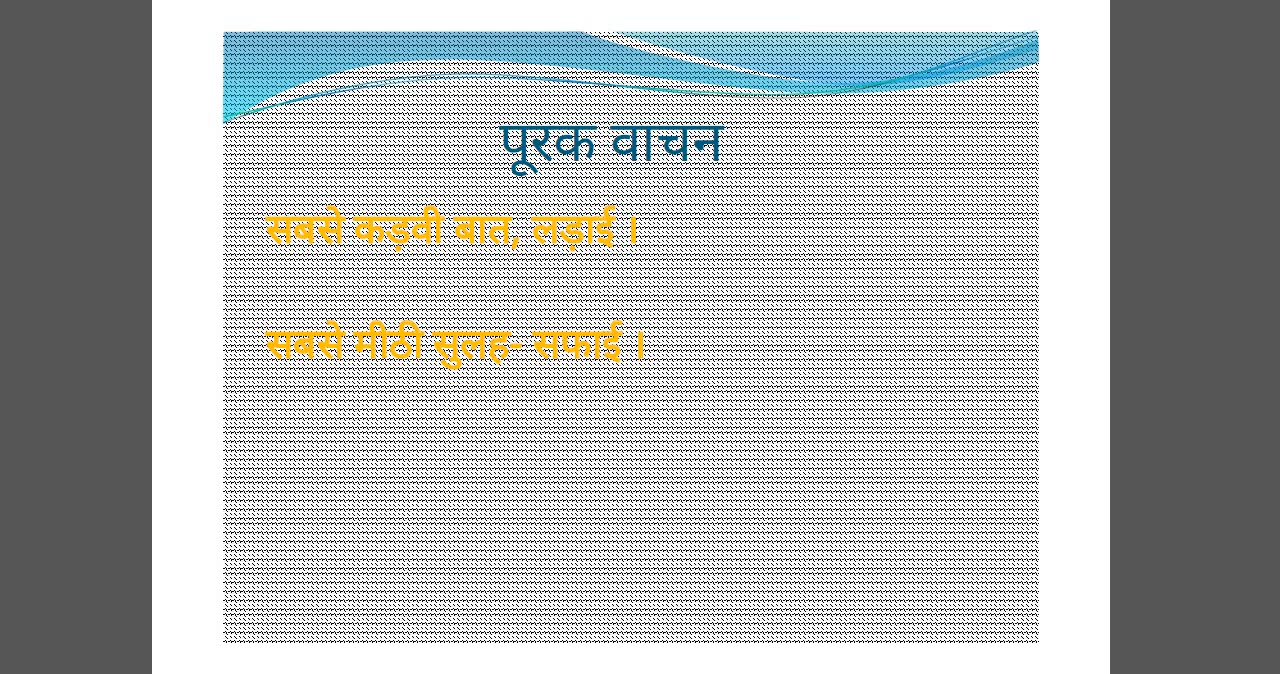 पूरक वाचन
सबसे कड़वी बात, लड़ाई ।
सबसे मीठी सुलह- सफाई ।